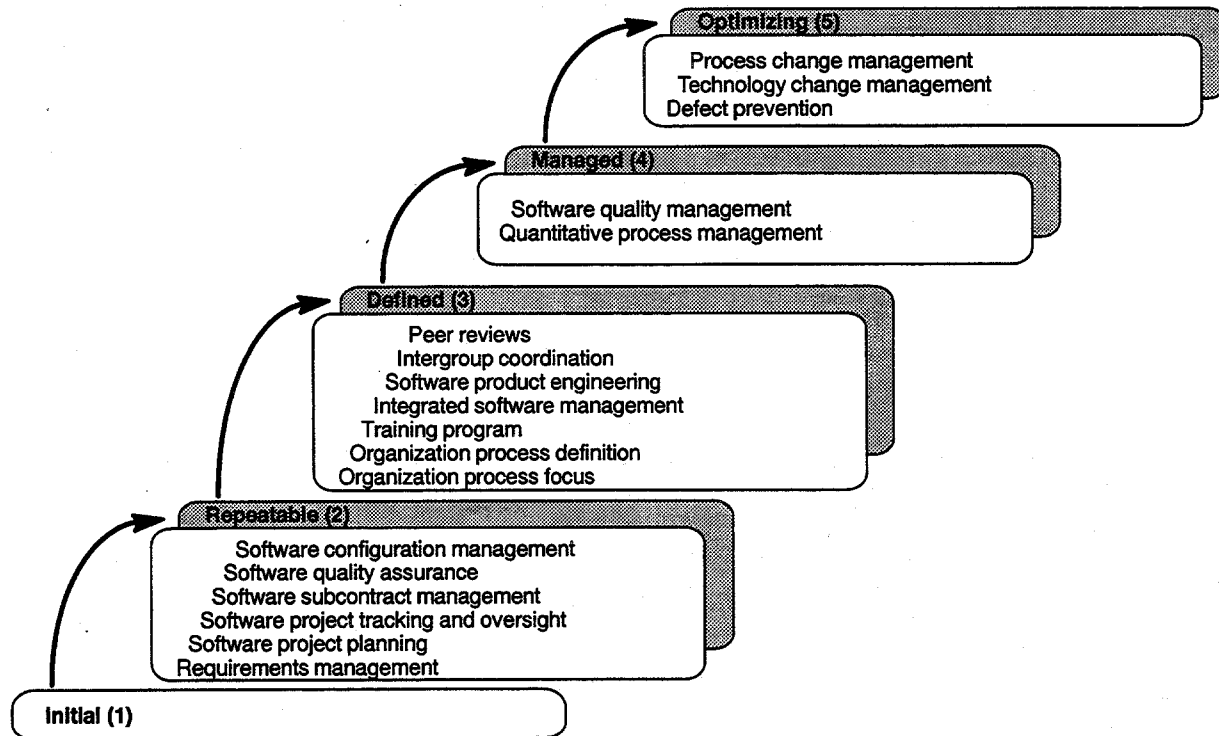 Optimizing (5)
Process change management
Technology change management
Defect prevention
Managed (4)
Software quality management
Quantitative process management
Defined (3)
Peer reviews
Intergroup coordination
Software product engineering
Integrated software management
Training program
Organization process definition
Organization process focus
Repeatable (2)
Software configuration management
Software quality assurance
Software subcontract management
Software project tracking and oversight
Software project planning
Requirements management
Initial (1)